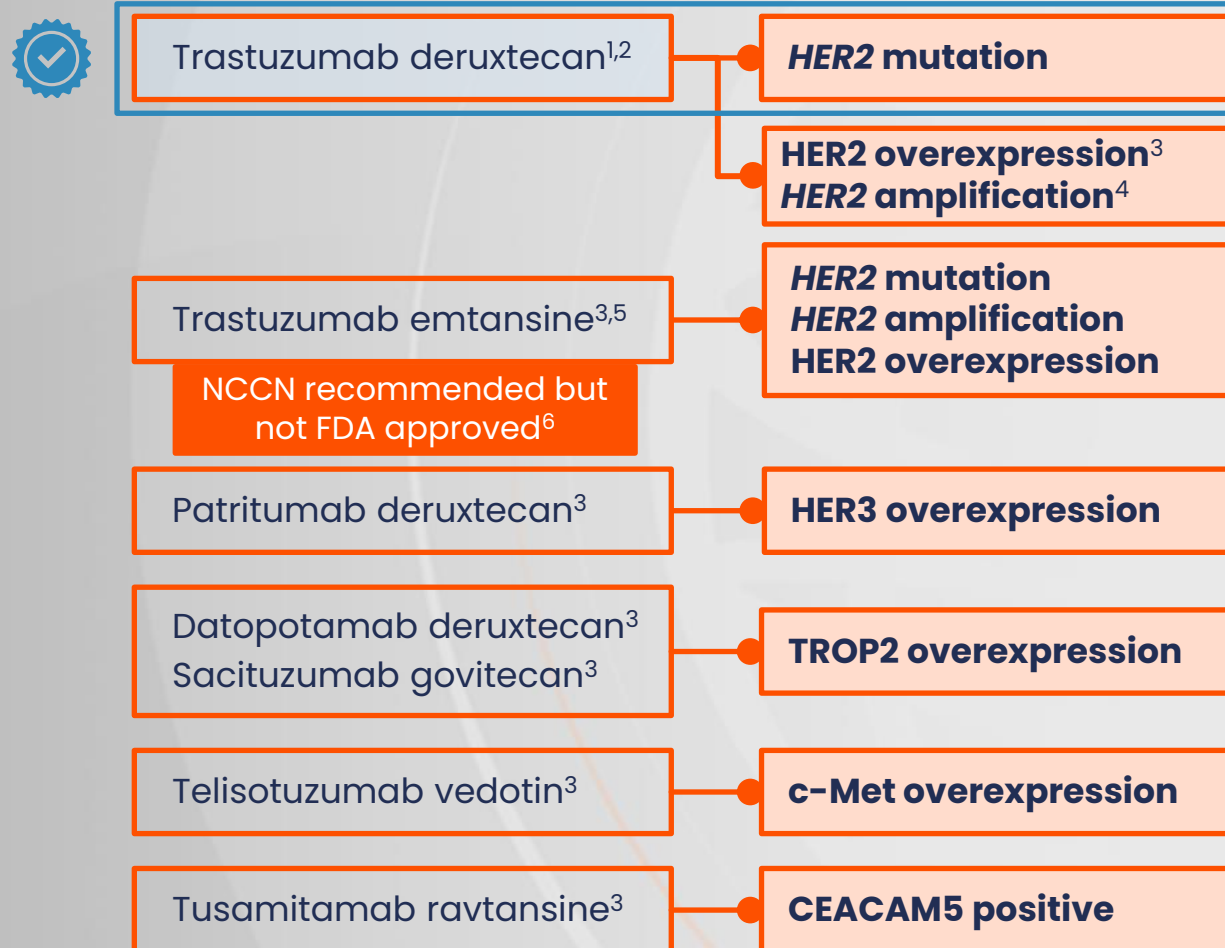 Trastuzumab deruxtecan1,2
HER2 mutation
HER2 overexpression3
HER2 amplification4
Trastuzumab emtansine3,5
HER2 mutation
HER2 amplification
HER2 overexpression
NCCN recommended but
not FDA approved6
Patritumab deruxtecan3
HER3 overexpression
Datopotamab deruxtecan3
Sacituzumab govitecan3
TROP2 overexpression
Telisotuzumab vedotin3
c-Met overexpression
Tusamitamab ravtansine3
CEACAM5 positive